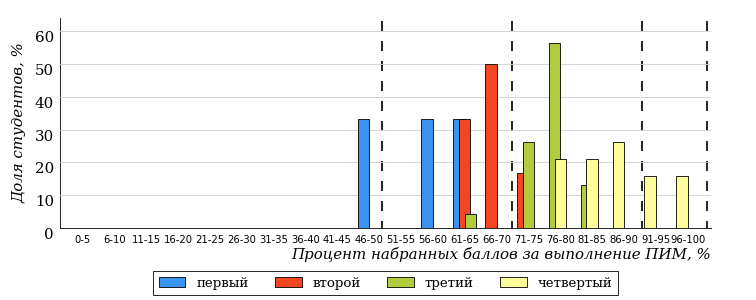 Доля студентов, %
60
50
40
30
20
10
0
0-5 6-10 11-15 16-20 21-25 26-30 31-35 36-40 41-45 46-50 51-55 56-60 61-65 66-70 71-75 76-80 81-85 86-90 91-95 96-100
Процент набранных баллов за выполнение ПИМ, %
первый второй третий четвертый